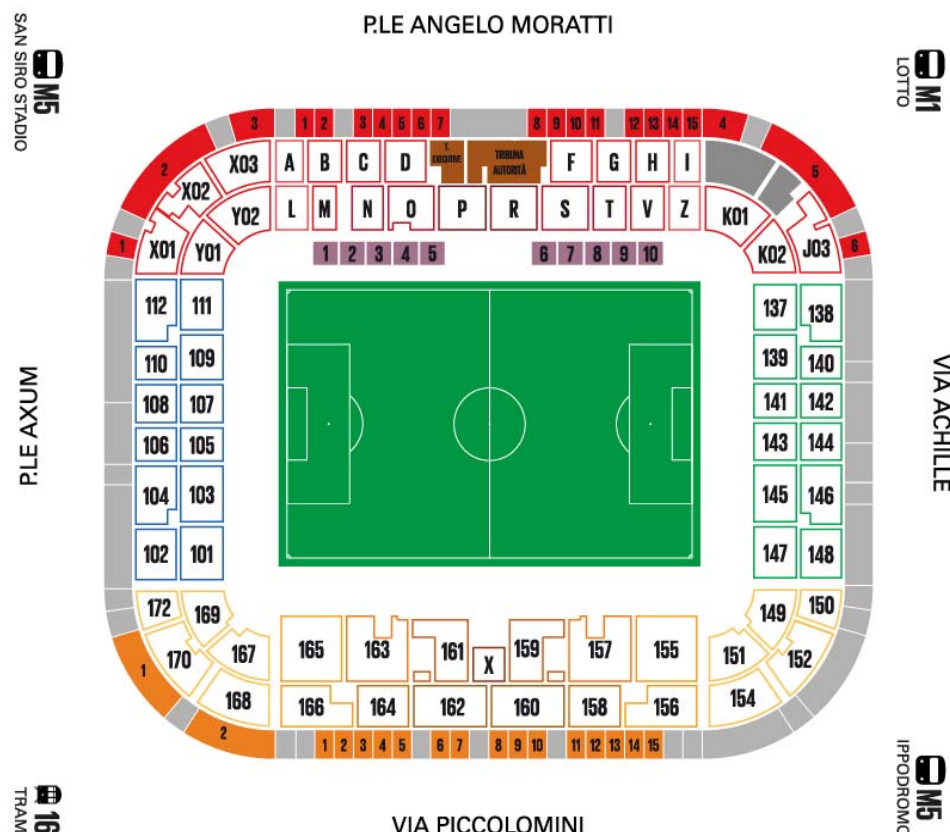 P.LE ANGELO MORATTI
SAN SIRO STADIO
M5
M1
LOTTO
3 1 2 3 4 5 6 7 8 9 10 11 12 13 14 15 4
2 5
X03 A B C D T. EXECUTIVE TRIBUNA AUTORITÀ F G H I
X02
Y02 L M N O P R S T V Z K01
1 X01 Y01 K02 J03 6
1 2 3 4 5 6 7 8 9 10
112 111 137 138
110 109 139 140
108 107 141 142
106 105 143 144
104 103 145 146
102 101 147 148
P.LE AXUM
VIA ACHILLE
172 169 149 150
170 167 165 163 161 X 159 157 155 151 152
1
168 166 164 162 160 158 156 154
2 1 2 3 4 5 6 7 8 9 10 11 12 13 14 15
16
TRAM
M5
IPPODROMO
VIA PICCOLOMINI